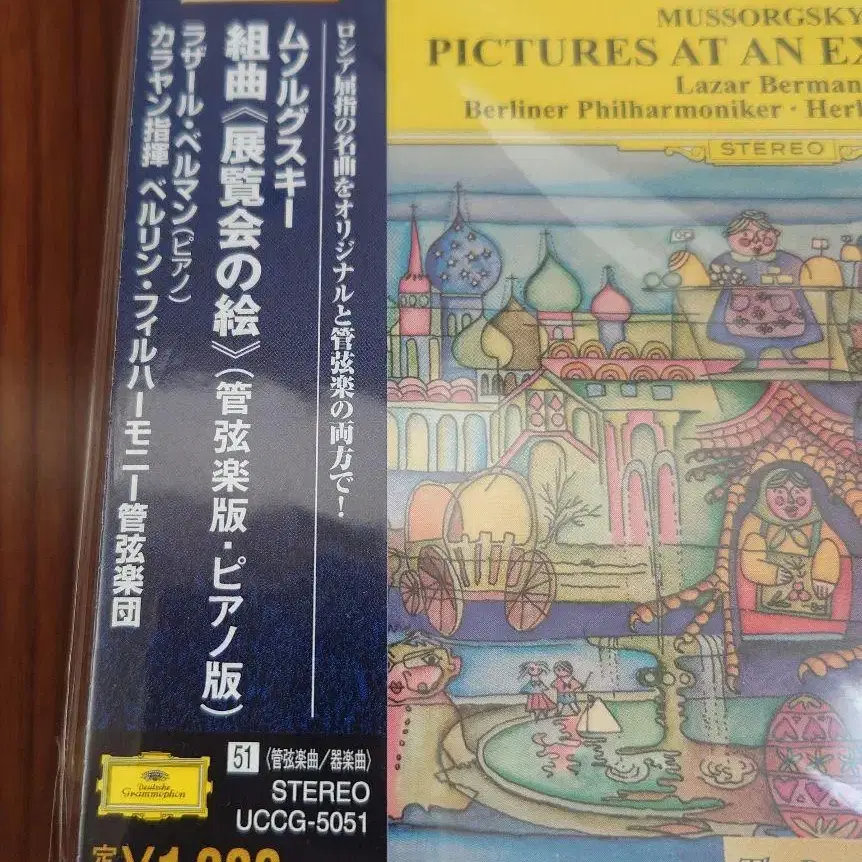 ロシア屈指の名曲をオリジナルと管弦楽の両方で!
ムソルグスキー
組曲《展覧会の絵》(管弦楽版・ピアノ版)
ラザール・ベルマン(ピアノ)
カラヤン指揮 ベルリン・フィルハーモニー管弦楽団
51 〈管弦楽曲/器楽曲〉
STEREO
UCCG-5051
Deutsche
Grammophon
MUSSORGSKY
PICTURES AT AN EX
Lazar Berman
Berliner Philharmoniker · Herb
STEREO